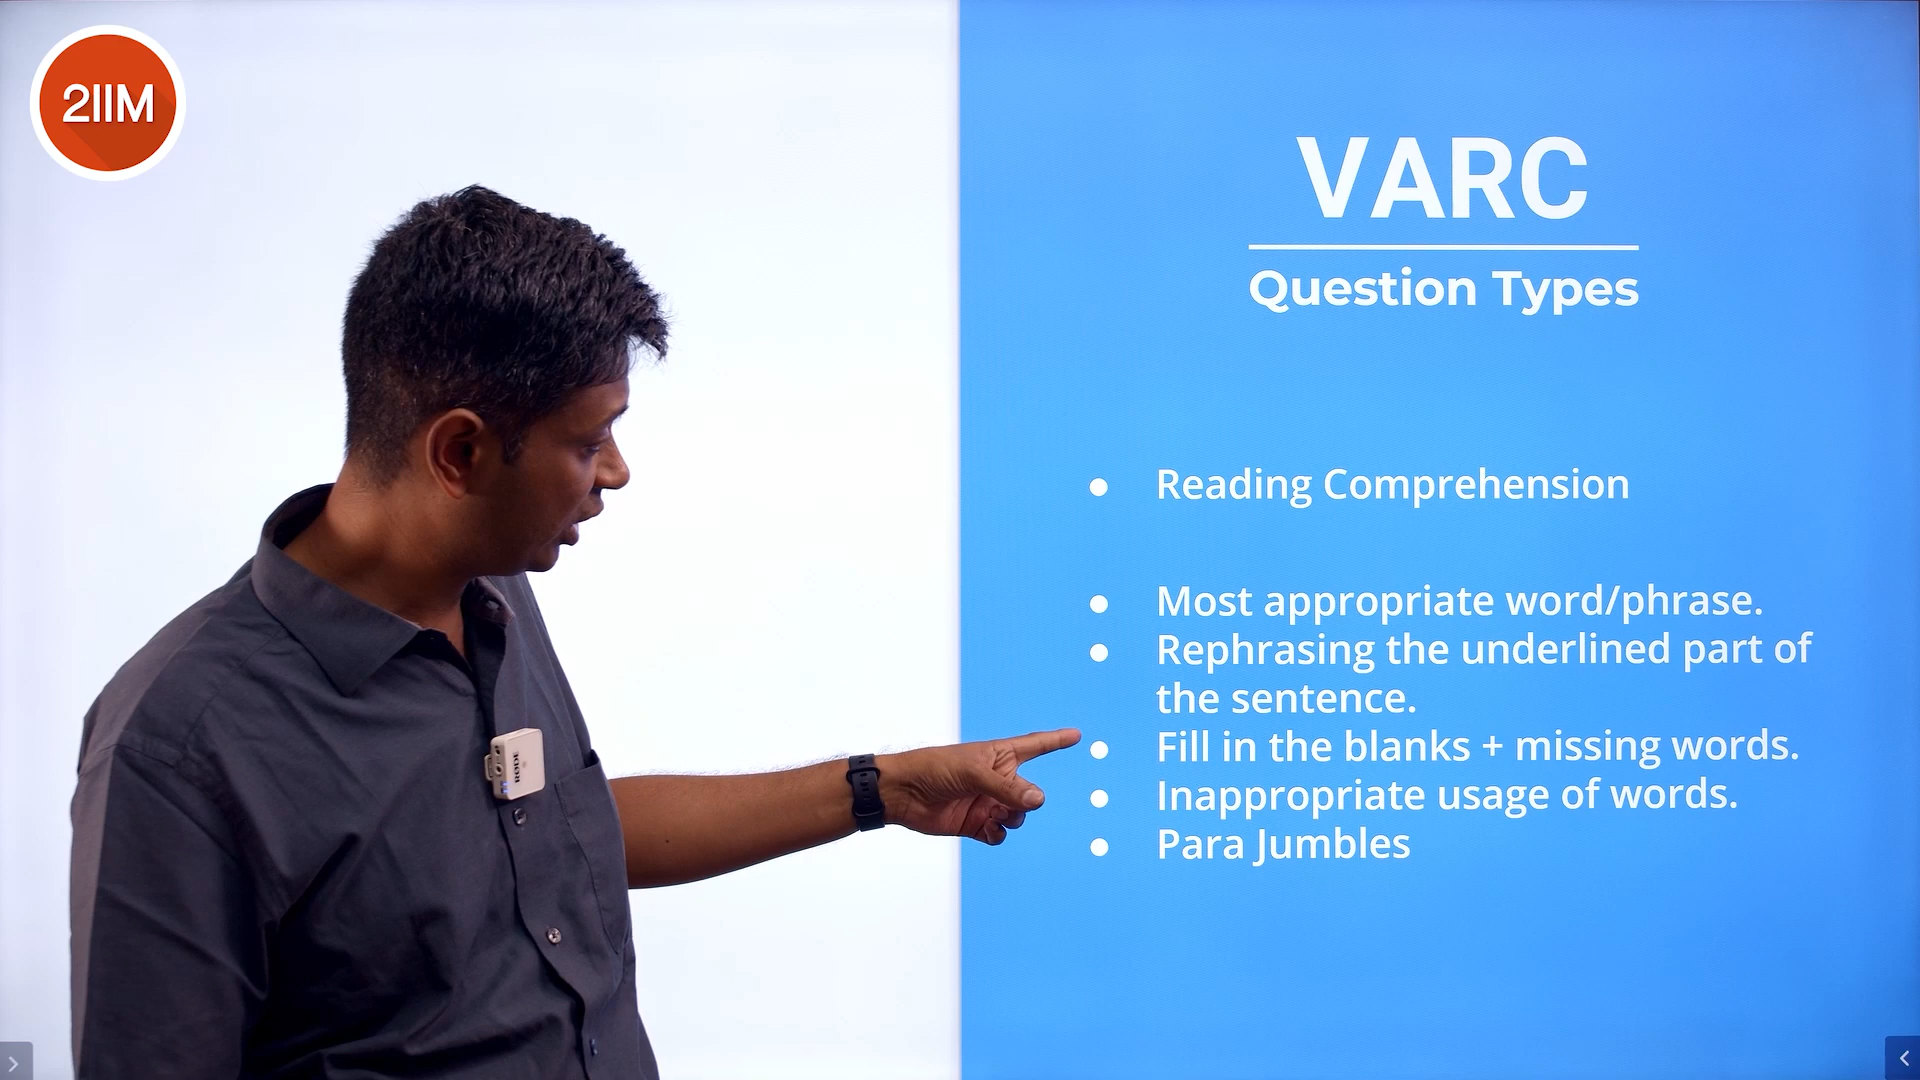 2IIM
VARC
Question Types
● Reading Comprehension
● Most appropriate word/phrase.
● Rephrasing the underlined part of
the sentence.
● Fill in the blanks + missing words.
● Inappropriate usage of words.
● Para Jumbles
RODE